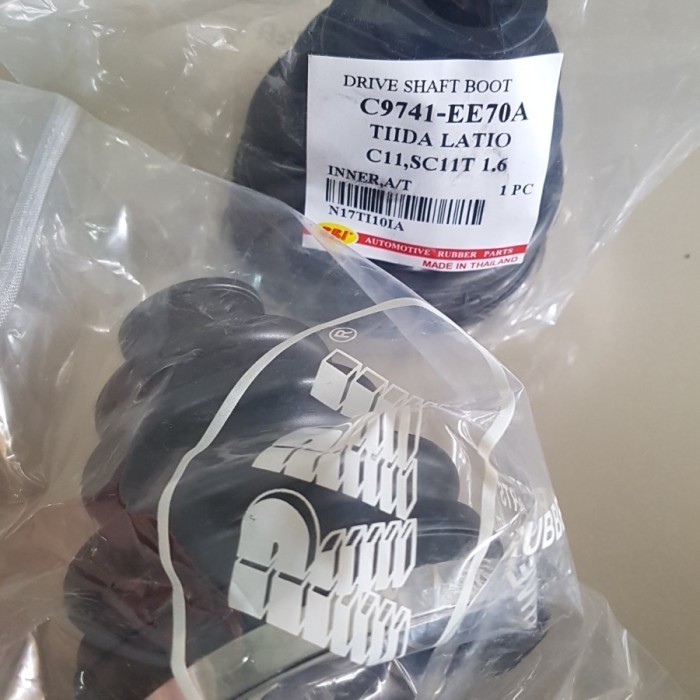 DRIVE SHAFT BOOT
C9741-EE70A
TIIDA LATIO
C11,SC11T 1.6
INNER,A/T 1 PC
N17TI10IA
AUTOMOTIVE RUBBER PARTS
MADE IN THAILAND
®